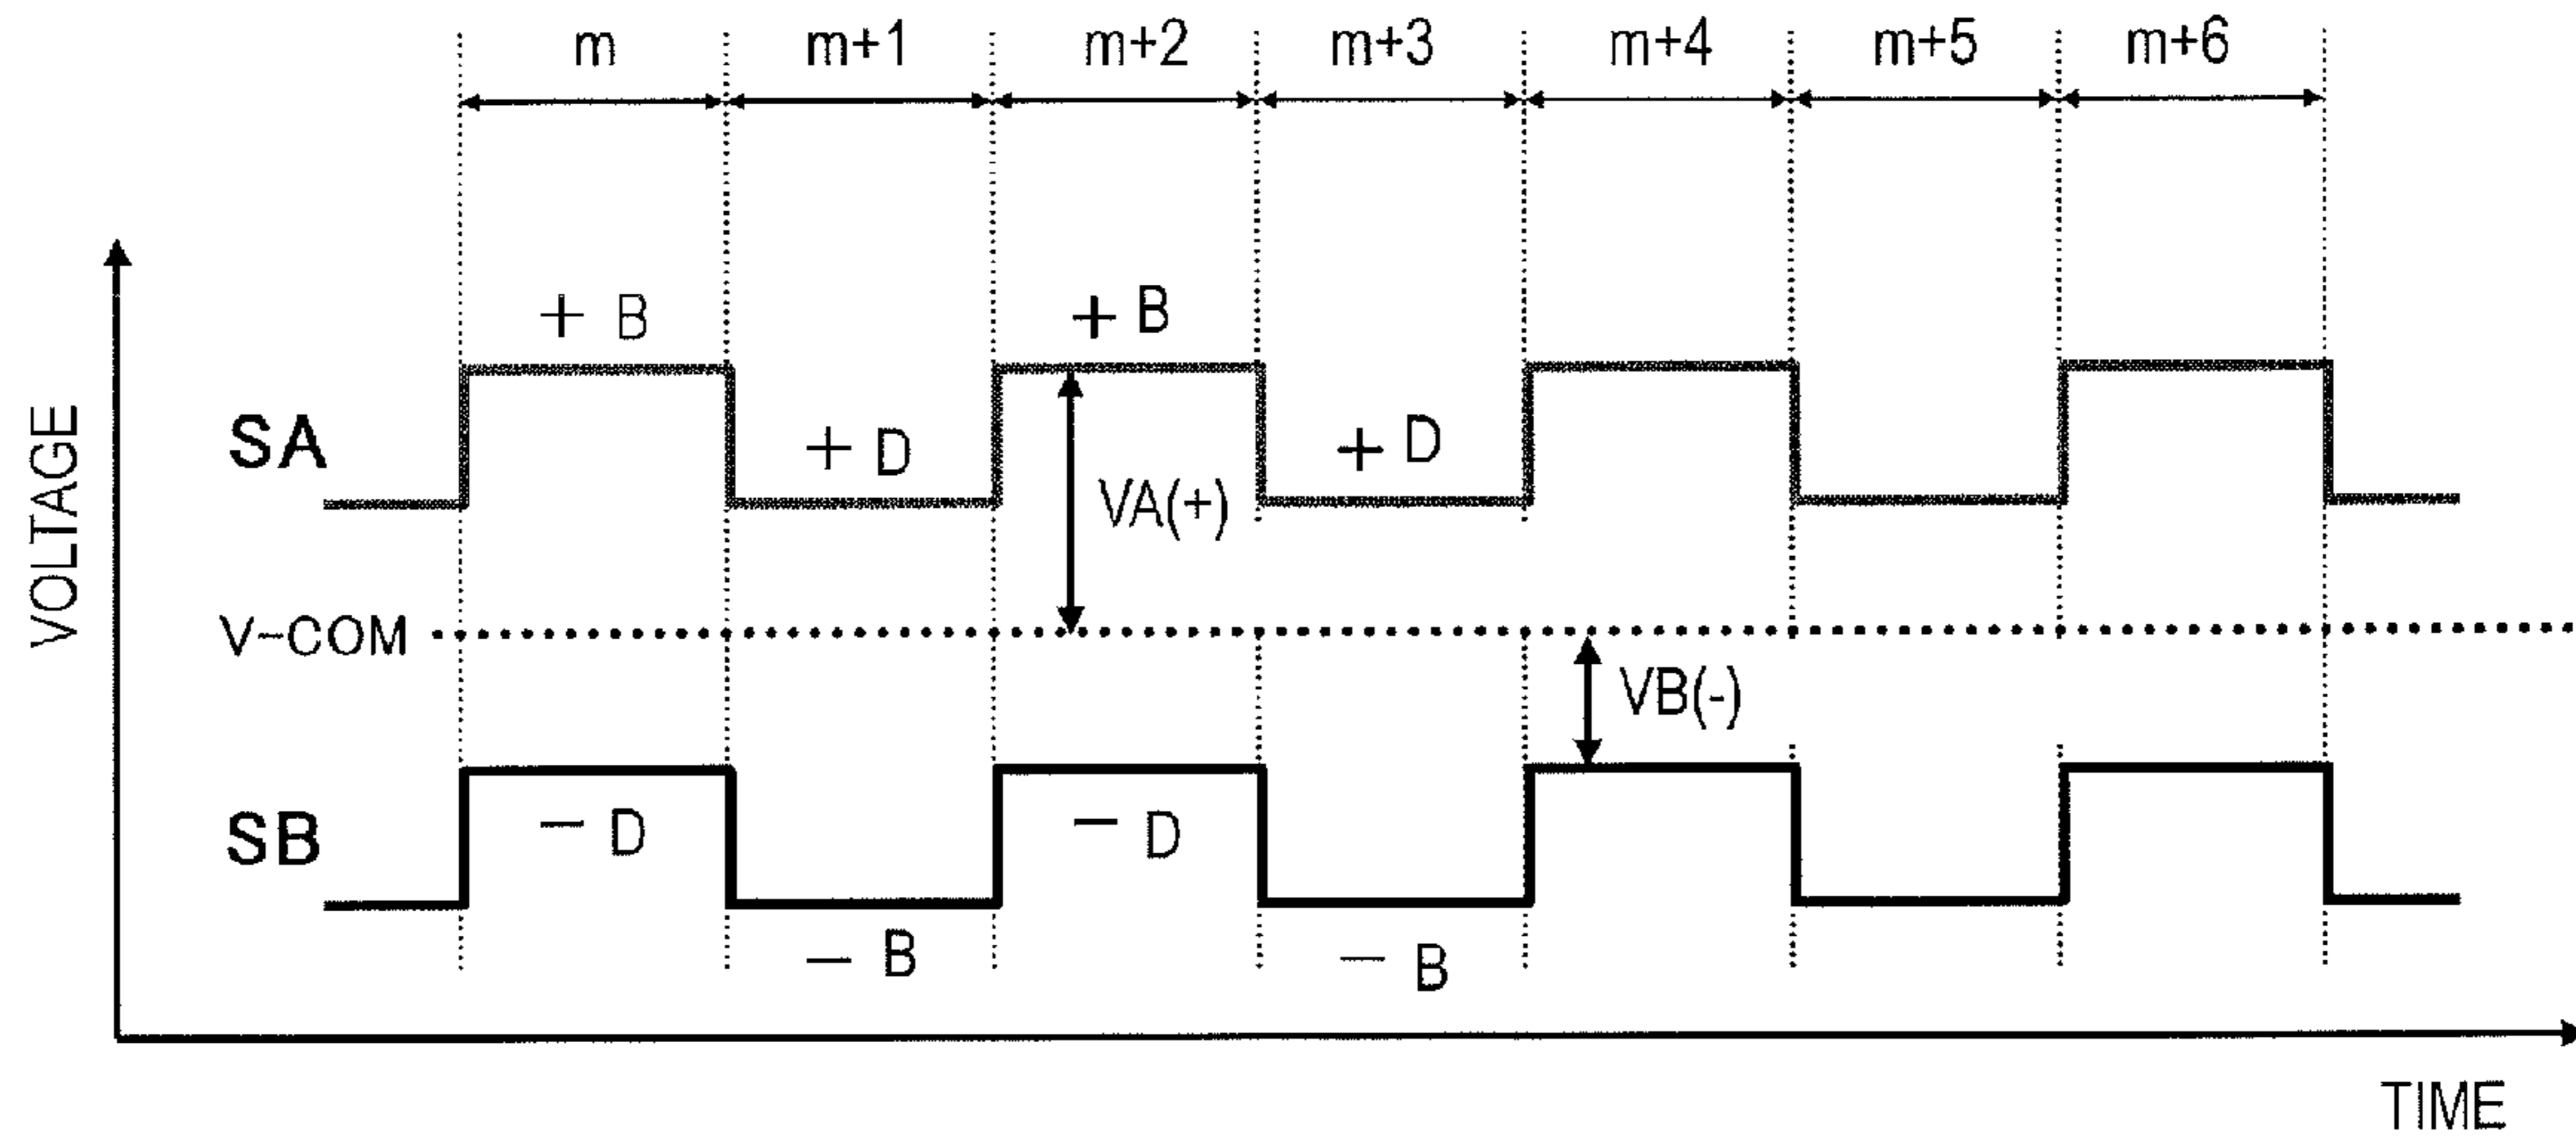 m m+1 m+2 m+3 m+4 m+5 m+6
+ B + B
SA + D + D
VA(+)
VOLTAGE
V-COM
VB(-)
SB - D - D
- B - B
TIME